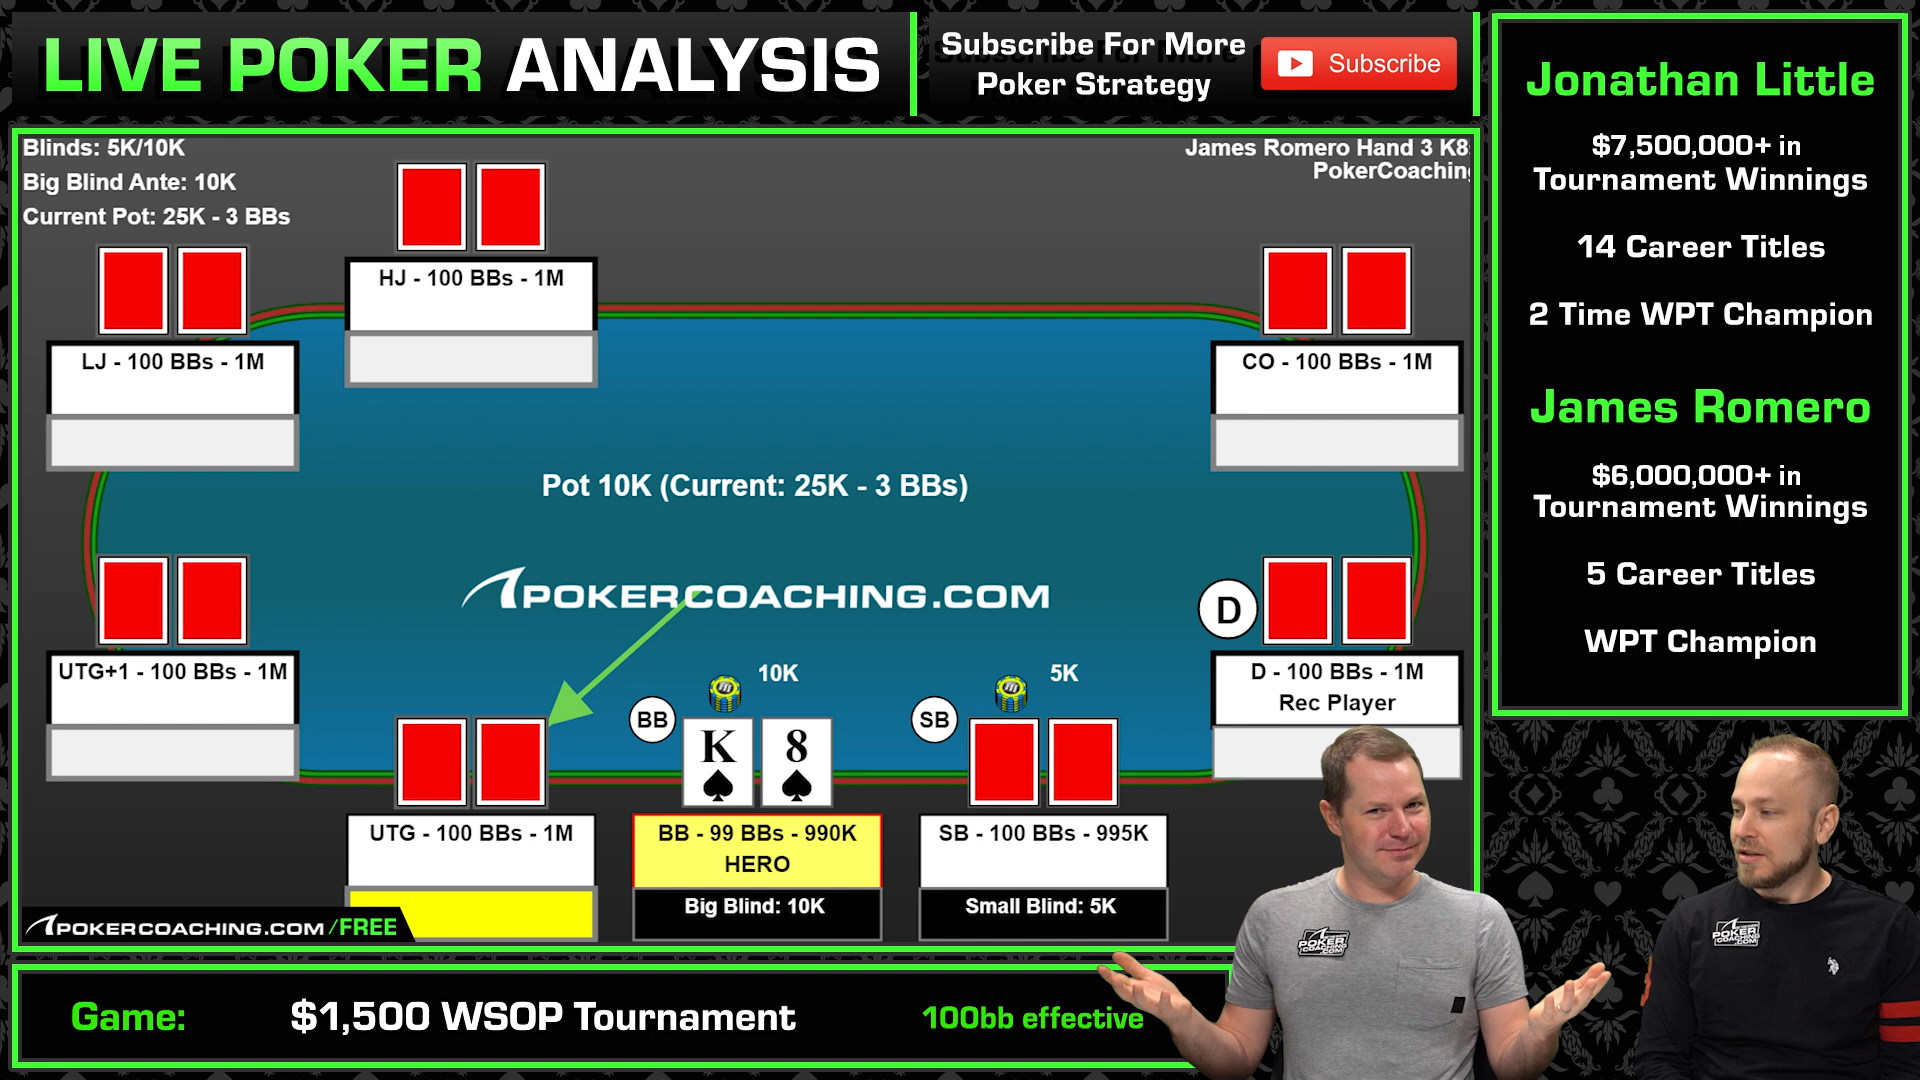 LIVE POKER ANALYSIS
Subscribe For More
Poker Strategy
Subscribe
Jonathan Little
$7,500,000+ in
Tournament Winnings
14 Career Titles
2 Time WPT Champion
James Romero
$6,000,000+ in
Tournament Winnings
5 Career Titles
WPT Champion
Blinds: 5K/10K
Big Blind Ante: 10K
Current Pot: 25K - 3 BBs
James Romero Hand 3 K8
PokerCoaching
HJ - 100 BBs - 1M
LJ - 100 BBs - 1M
CO - 100 BBs - 1M
Pot 10K (Current: 25K - 3 BBs)
POKERCOACHING.COM
D
UTG+1 - 100 BBs - 1M
D - 100 BBs - 1M
Rec Player
10K
5K
BB
K
8
SB
UTG - 100 BBs - 1M
BB - 99 BBs - 990K
HERO
Big Blind: 10K
SB - 100 BBs - 995K
Small Blind: 5K
POKERCOACHING.COM/FREE
Game:
$1,500 WSOP Tournament
100bb effective
POKER
COACHING
.COM
POKER
COACHING
.COM